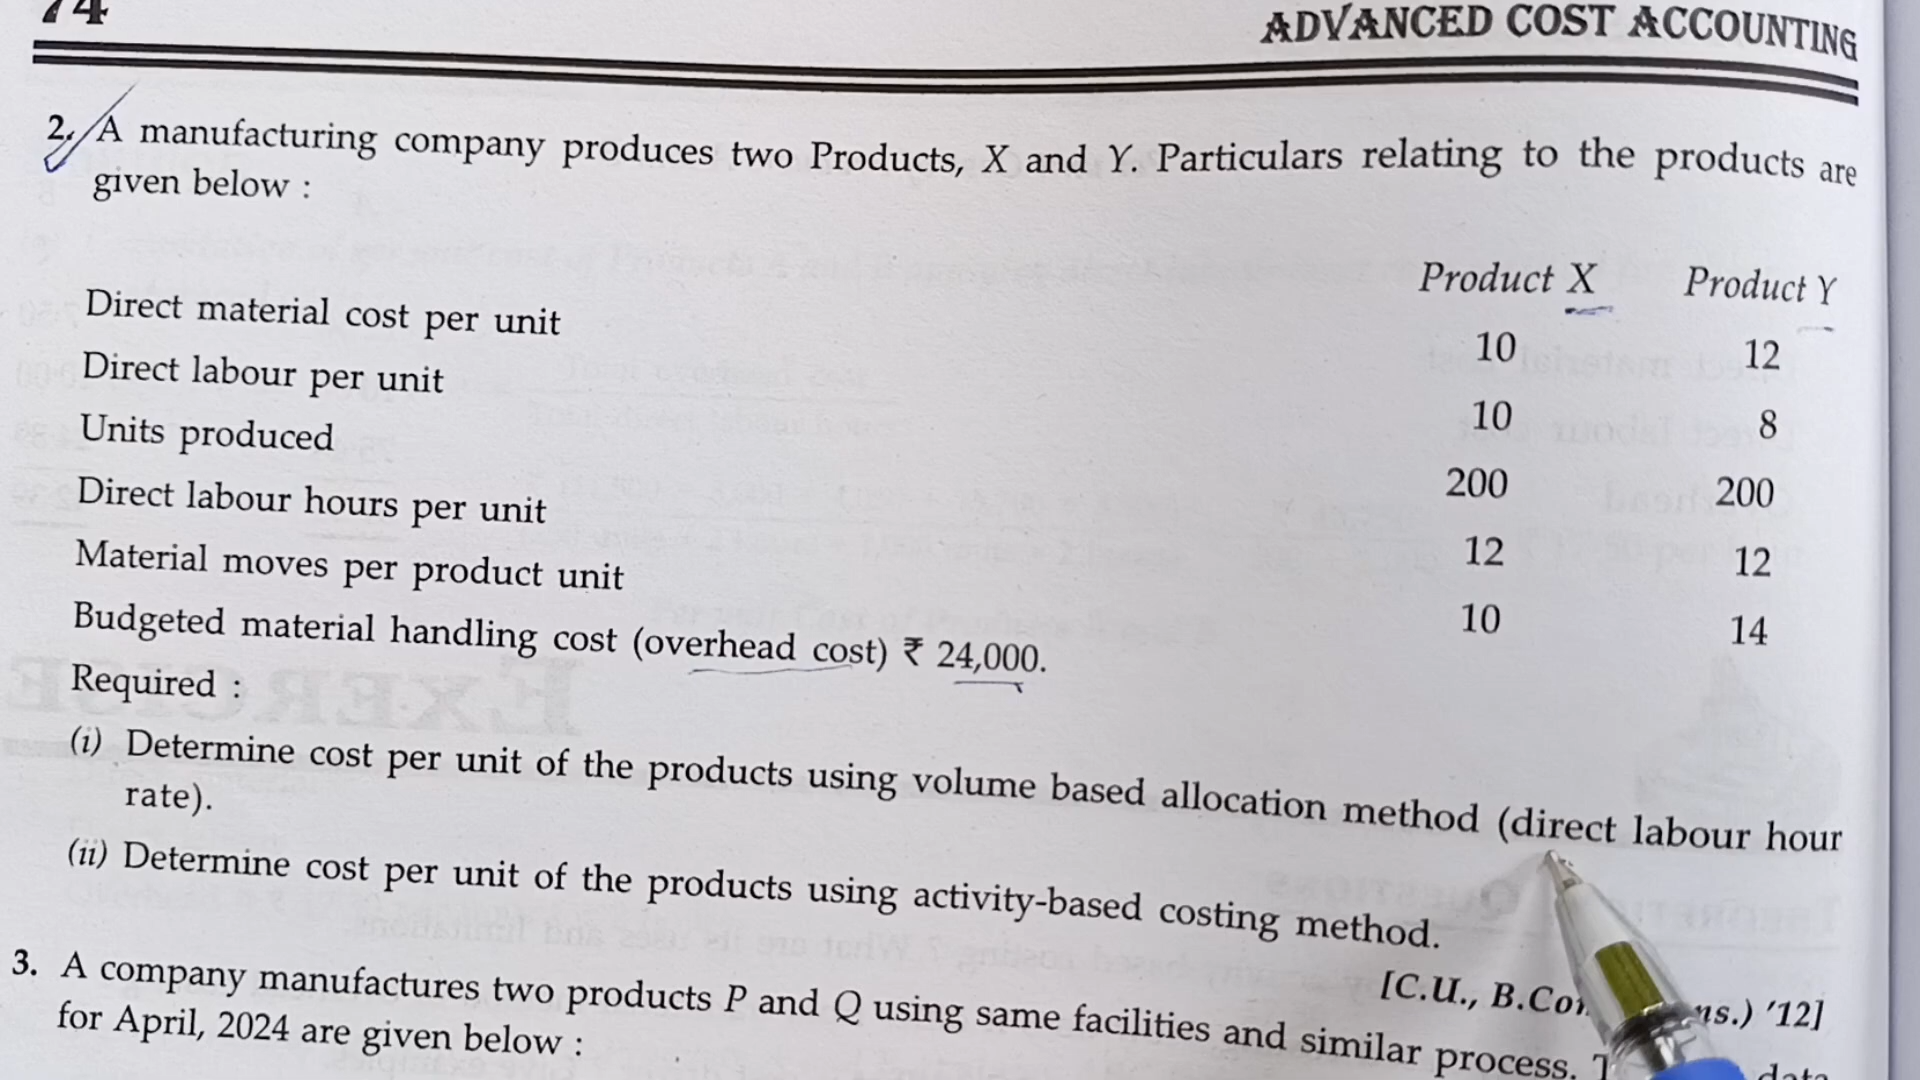 74
ADVANCED COST ACCOUNTING
2. A manufacturing company produces two Products, X and Y. Particulars relating to the products are
given below :
Product X Product Y
Direct material cost per unit 10 12
Direct labour per unit 10 8
Units produced 200 200
Direct labour hours per unit 12 12
Material moves per product unit 10 14
Budgeted material handling cost (overhead cost) ₹ 24,000.
Required :
(i) Determine cost per unit of the products using volume based allocation method (direct labour hour
rate).
(ii) Determine cost per unit of the products using activity-based costing method.
[C.U., B.Com ns.) '12]
3. A company manufactures two products P and Q using same facilities and similar process. data
for April, 2024 are given below :